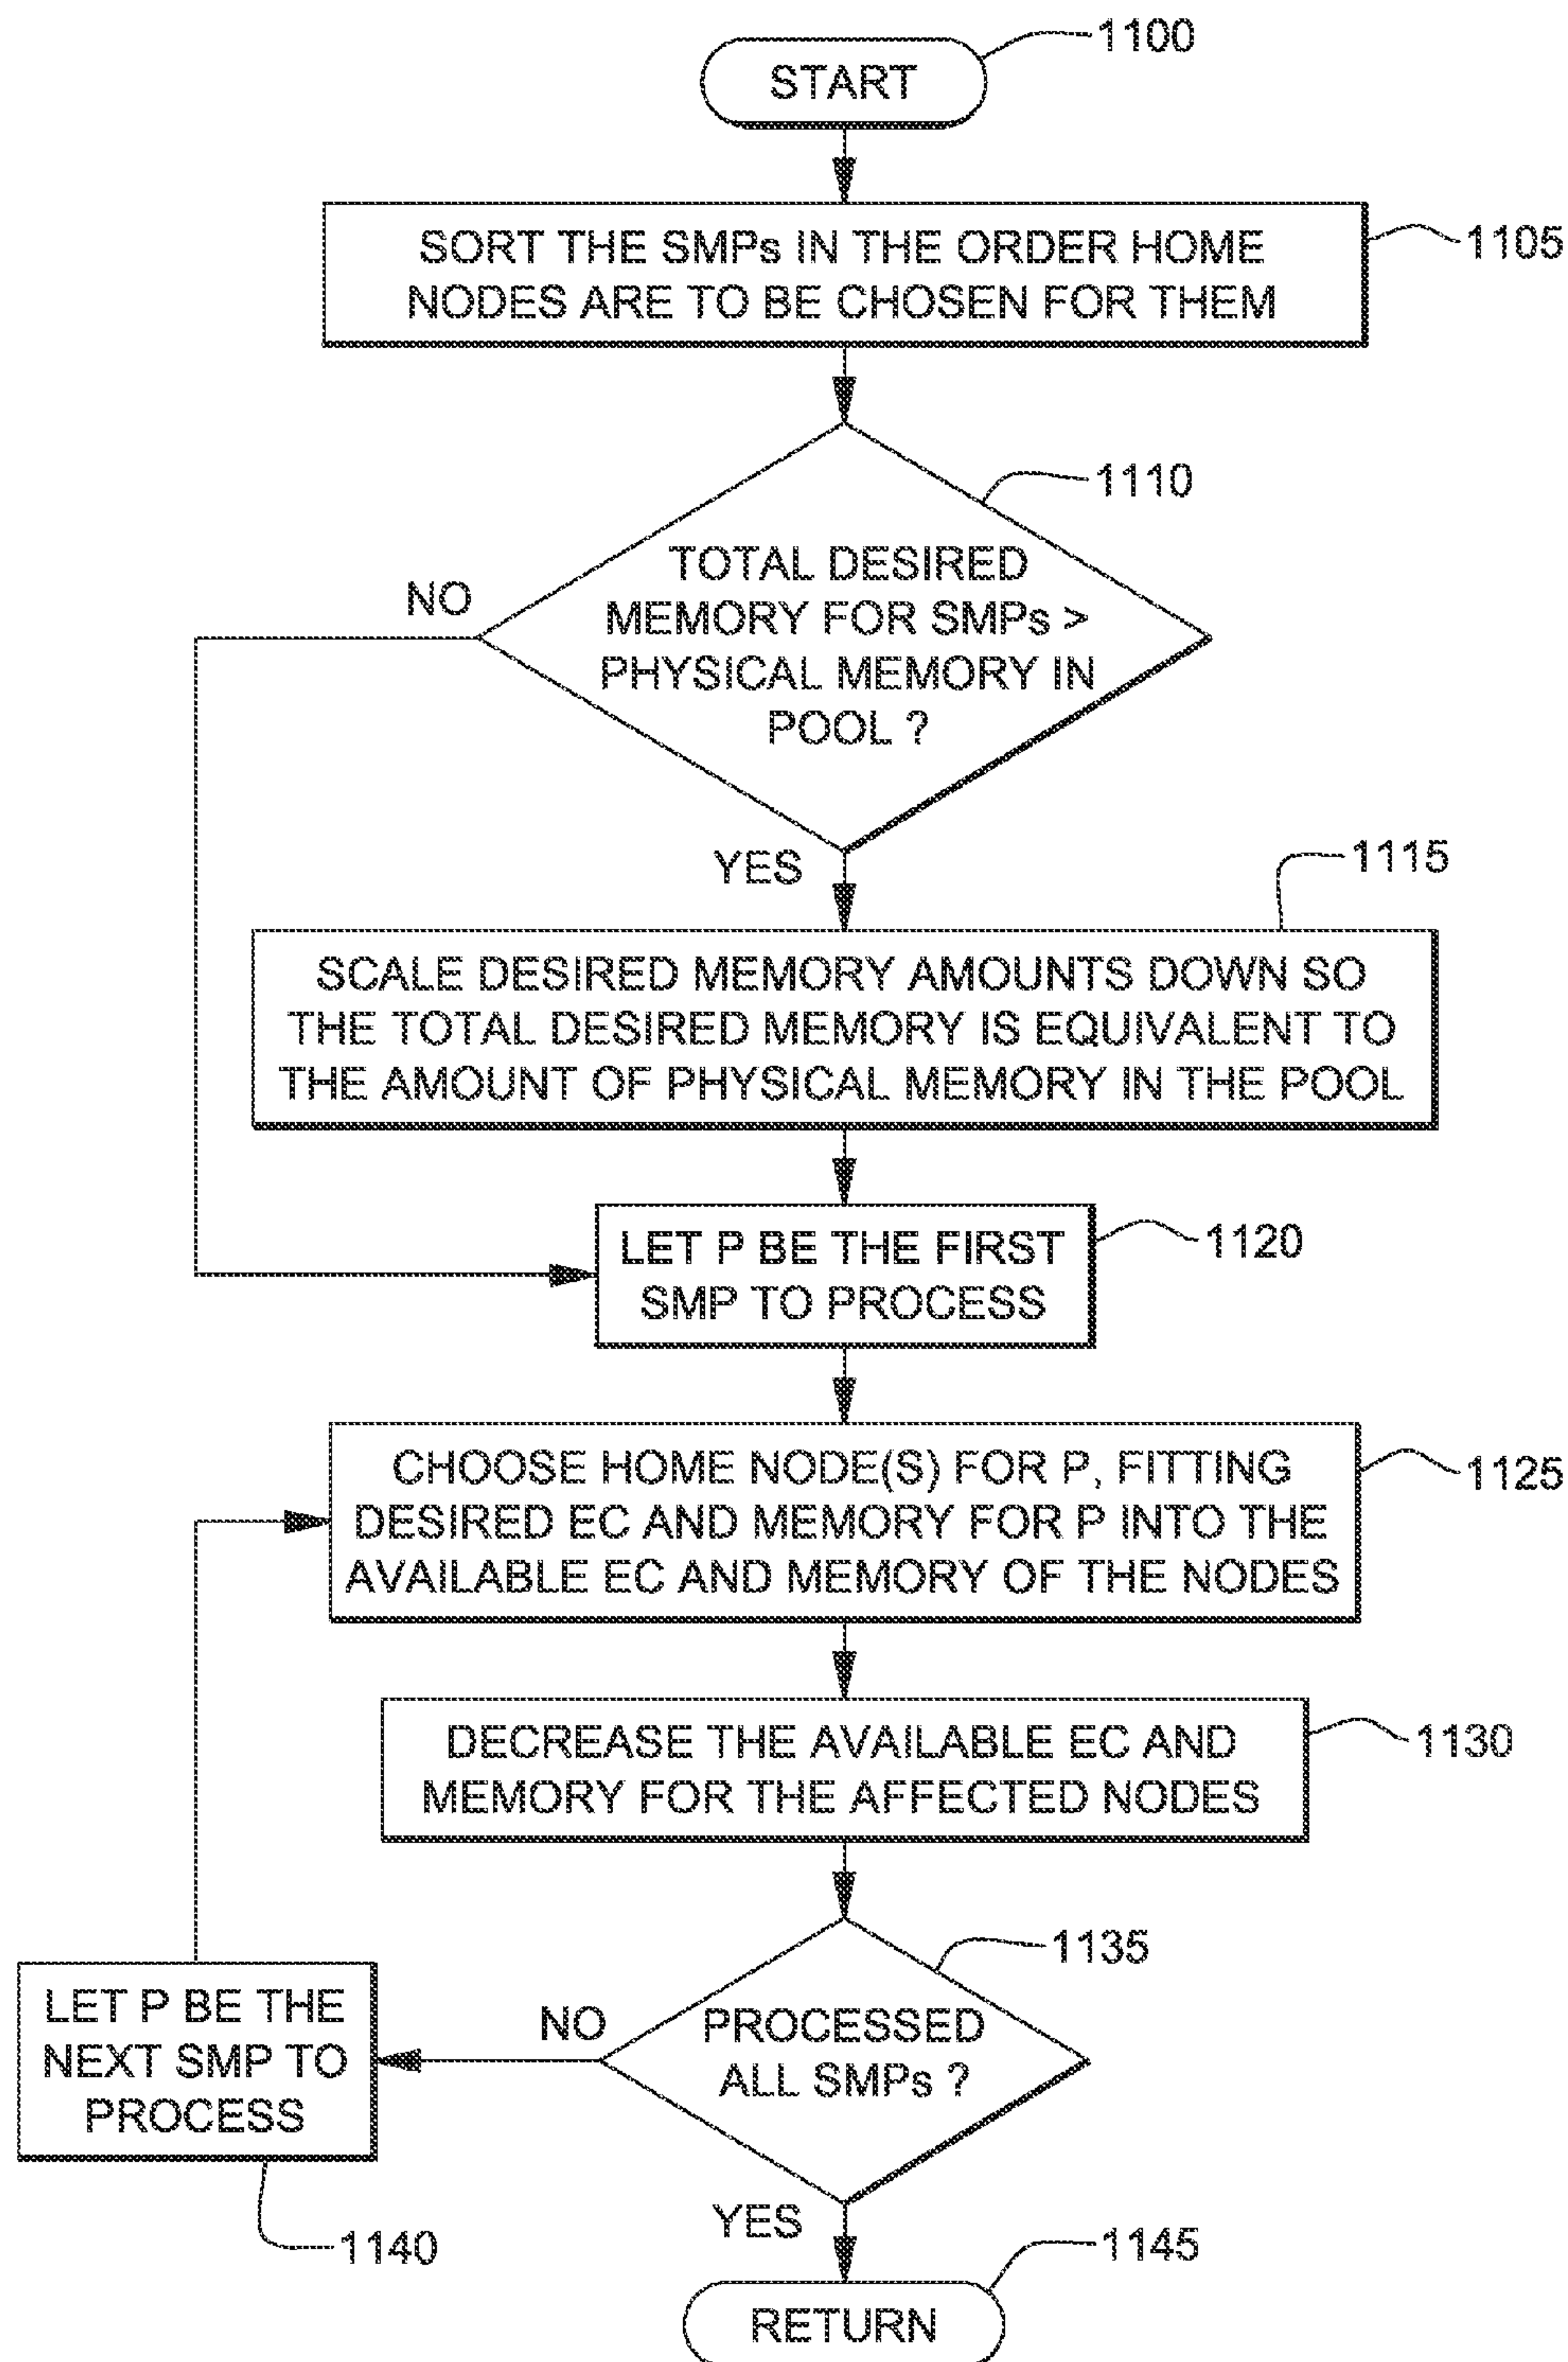 1100
START
SORT THE SMPs IN THE ORDER HOME
NODES ARE TO BE CHOSEN FOR THEM
1105
1110
TOTAL DESIRED
MEMORY FOR SMPs >
PHYSICAL MEMORY IN
POOL ?
NO
YES
1115
SCALE DESIRED MEMORY AMOUNTS DOWN SO
THE TOTAL DESIRED MEMORY IS EQUIVALENT TO
THE AMOUNT OF PHYSICAL MEMORY IN THE POOL
LET P BE THE FIRST
SMP TO PROCESS
1120
CHOOSE HOME NODE(S) FOR P, FITTING
DESIRED EC AND MEMORY FOR P INTO THE
AVAILABLE EC AND MEMORY OF THE NODES
1125
DECREASE THE AVAILABLE EC AND
MEMORY FOR THE AFFECTED NODES
1130
1135
PROCESSED
ALL SMPs ?
NO
LET P BE THE
NEXT SMP TO
PROCESS
1140
YES
1145
RETURN